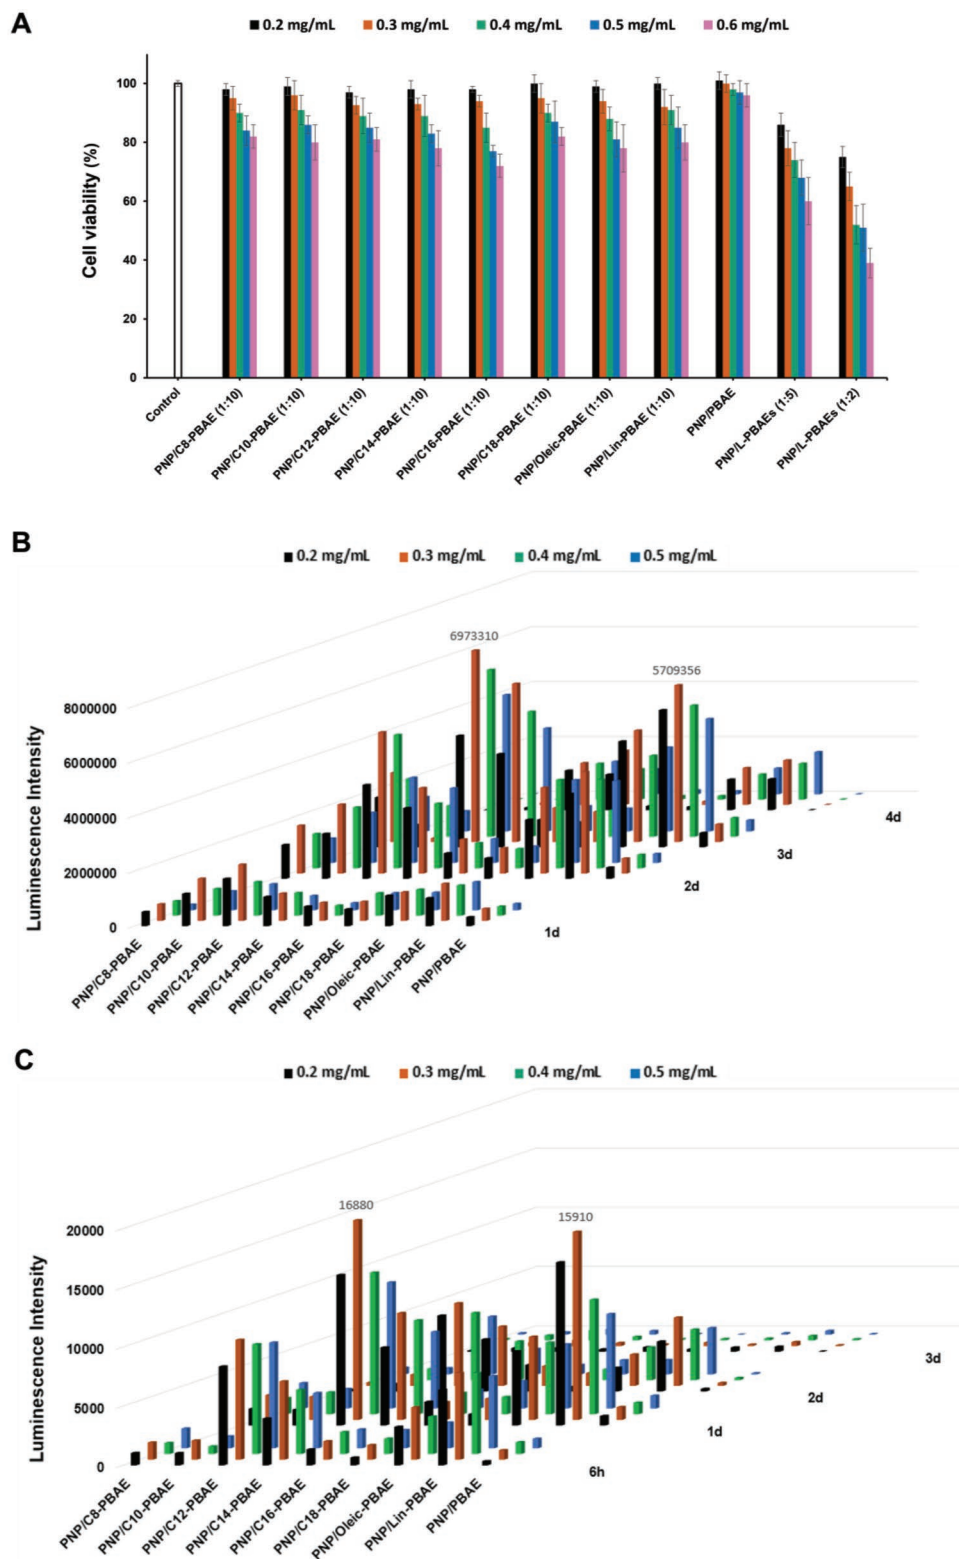 A
0.2 mg/mL 0.3 mg/mL 0.4 mg/mL 0.5 mg/mL 0.6 mg/mL
Cell viability (%)
100
80
60
40
20
0
Control
PNP/C8-PBAE (1:10)
PNP/C10-PBAE (1:10)
PNP/C12-PBAE (1:10)
PNP/C14-PBAE (1:10)
PNP/C16-PBAE (1:10)
PNP/C18-PBAE (1:10)
PNP/Oleic-PBAE (1:10)
PNP/Lin-PBAE (1:10)
PNP/PBAE
PNP/L-PBAEs (1:5)
PNP/L-PBAEs (1:2)
B
0.2 mg/mL 0.3 mg/mL 0.4 mg/mL 0.5 mg/mL
6973310
5709356
Luminescence Intensity
8000000
6000000
4000000
2000000
0
4d
3d
2d
1d
PNP/C8-PBAE
PNP/C10-PBAE
PNP/C12-PBAE
PNP/C14-PBAE
PNP/C16-PBAE
PNP/C18-PBAE
PNP/Oleic-PBAE
PNP/Lin-PBAE
PNP/PBAE
C
0.2 mg/mL 0.3 mg/mL 0.4 mg/mL 0.5 mg/mL
16880
15910
Luminescence Intensity
20000
15000
10000
5000
0
3d
2d
1d
6h
PNP/C8-PBAE
PNP/C10-PBAE
PNP/C12-PBAE
PNP/C14-PBAE
PNP/C16-PBAE
PNP/C18-PBAE
PNP/Oleic-PBAE
PNP/Lin-PBAE
PNP/PBAE